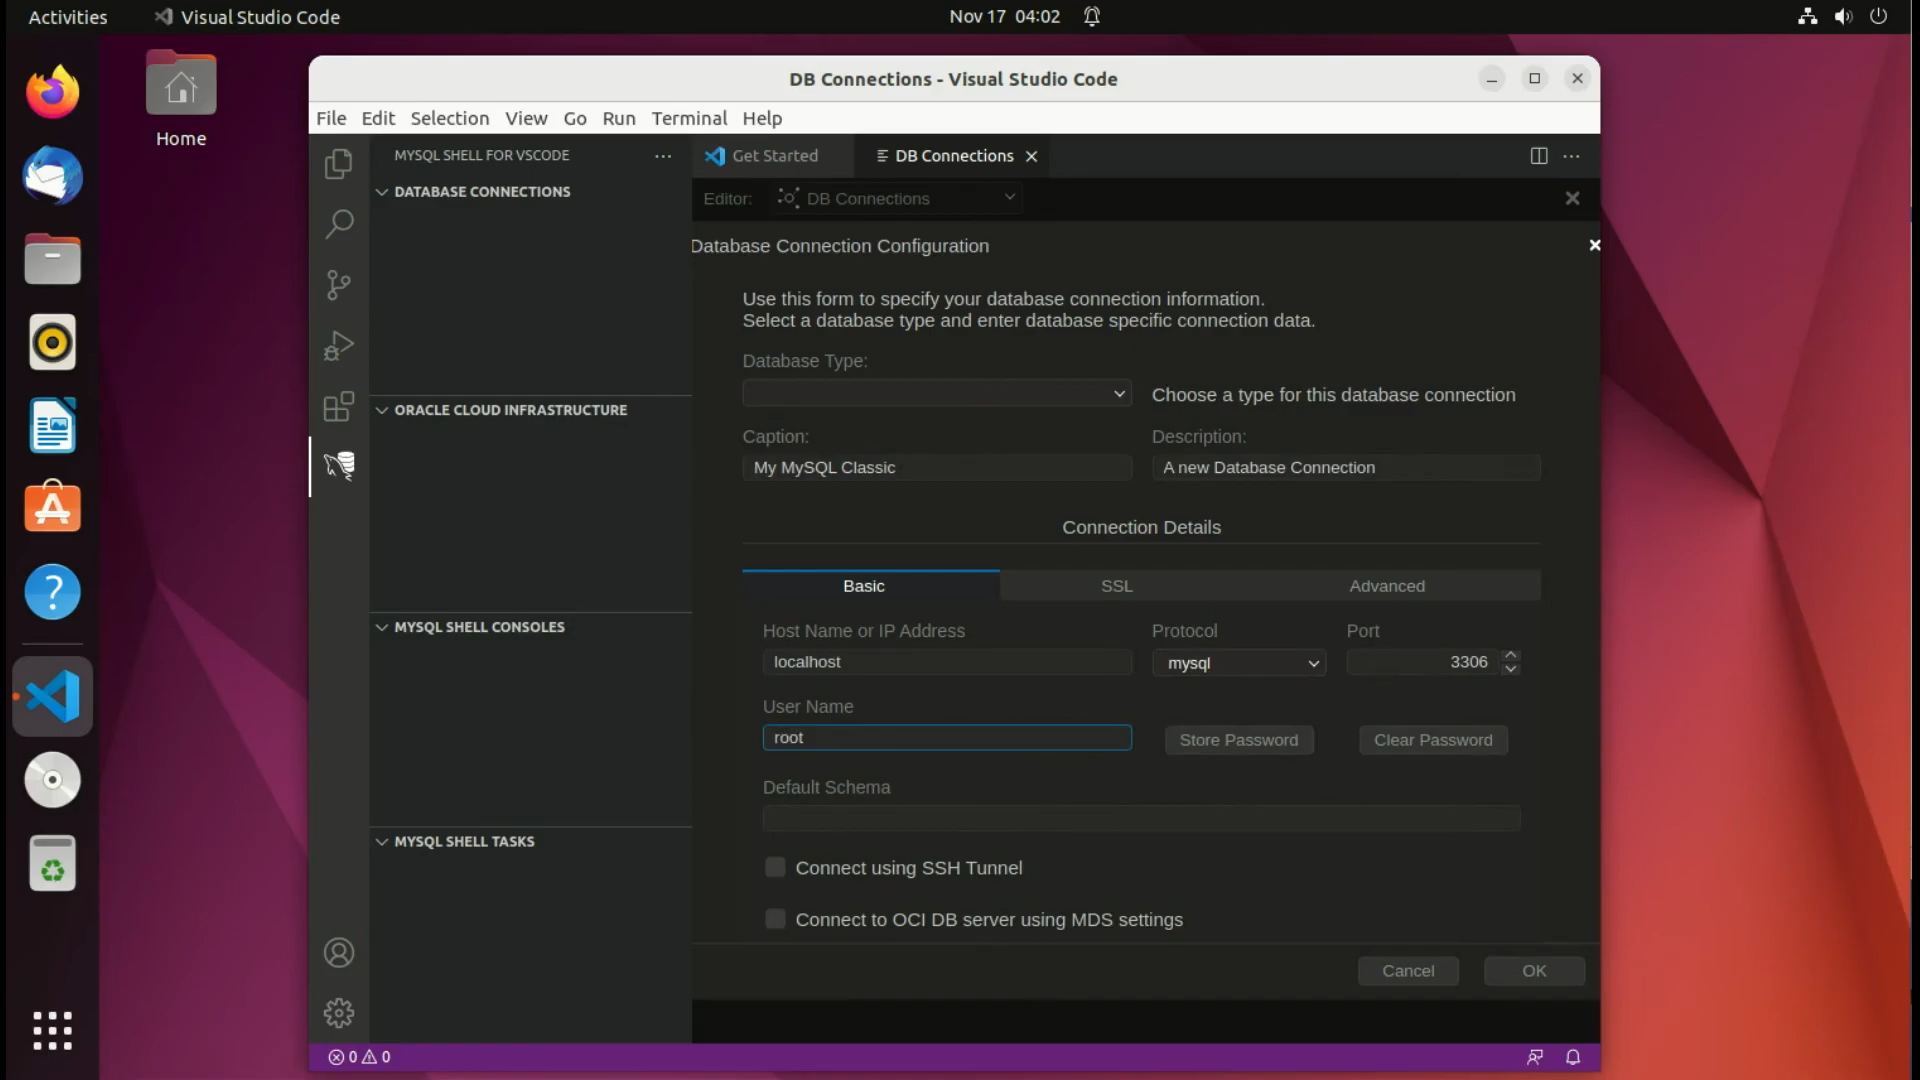 Activities
Visual Studio Code
Nov 17 04:02
Home
DB Connections - Visual Studio Code
File Edit Selection View Go Run Terminal Help
MYSQL SHELL FOR VSCODE
Get Started
DB Connections
DATABASE CONNECTIONS
Editor:
DB Connections
Database Connection Configuration
Use this form to specify your database connection information.
Select a database type and enter database specific connection data.
Database Type:
Choose a type for this database connection
ORACLE CLOUD INFRASTRUCTURE
Caption:
Description:
My MySQL Classic
A new Database Connection
Connection Details
Basic
SSL
Advanced
MYSQL SHELL CONSOLES
Host Name or IP Address
Protocol
Port
localhost
mysql
3306
User Name
root
Store Password
Clear Password
Default Schema
MYSQL SHELL TASKS
Connect using SSH Tunnel
Connect to OCI DB server using MDS settings
Cancel
OK
0
0